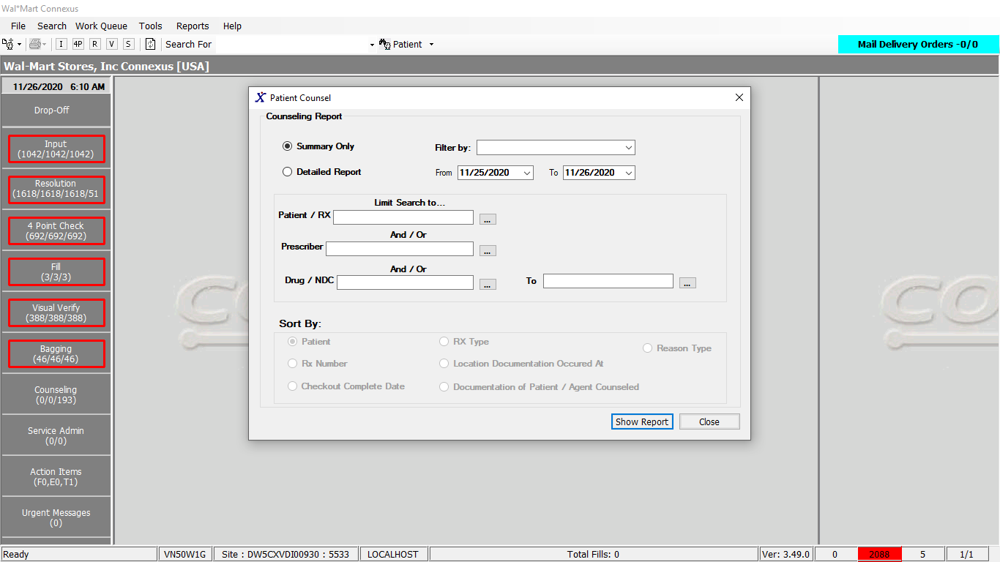 Wal*Mart Connexus
File Search Work Queue Tools Reports Help
I 4P R V S Search For Patient Mail Delivery Orders -0/0
Wal-Mart Stores, Inc Connexus [USA]
11/26/2020 6:10 AM
Drop-Off
Input
(1042/1042/1042)
Resolution
(1618/1618/1618/51
4 Point Check
(692/692/692)
Fill
(3/3/3)
Visual Verify
(388/388/388)
Bagging
(46/46/46)
Counseling
(0/0/193)
Service Admin
(0/0)
Action Items
(F0,E0,T1)
Urgent Messages
(0)
Patient Counsel
Counseling Report
Summary Only Filter by:
Detailed Report From 11/25/2020 To 11/26/2020
Limit Search to...
Patient / RX ...
And / Or
Prescriber ...
And / Or
Drug / NDC ... To ...
Sort By:
Patient RX Type Reason Type
Rx Number Location Documentation Occured At
Checkout Complete Date Documentation of Patient / Agent Counseled
Show Report Close
CO
CO
Ready VN50W1G Site : DW5CXVDI00930 : 5533 LOCALHOST Total Fills: 0 Ver: 3.49.0 0 2088 5 1/1